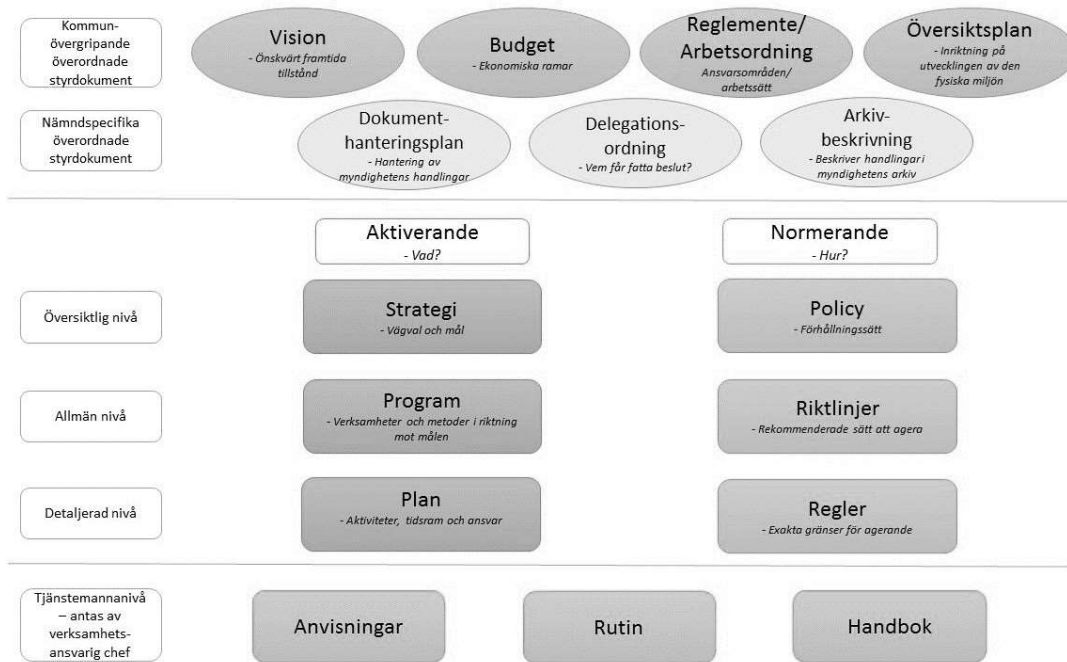 Kommun-
övergripande
överordnade
styrdokument
Vision
- Önskvärt framtida
tillstånd
Budget
- Ekonomiska ramar
Reglemente/
Arbetsordning
Ansvarsområden/
arbetssätt
Översiktsplan
- Inriktning på
utvecklingen av den
fysiska miljön
Nämndspecifika
överordnade
styrdokument
Dokument-
hanteringsplan
- Hantering av
myndighetens handlingar
Delegations-
ordning
- Vem får fatta beslut?
Arkiv-
beskrivning
- Beskriver handlingar i
myndighetens arkiv
Aktiverande
- Vad?
Normerande
- Hur?
Översiktlig nivå
Strategi
- Vägval och mål
Policy
- Förhållningssätt
Allmän nivå
Program
- Verksamheter och metoder i riktning
mot målen
Riktlinjer
- Rekommenderade sätt att agera
Detaljerad nivå
Plan
- Aktiviteter, tidsram och ansvar
Regler
- Exakta gränser för agerande
Tjänstemannanivå
– antas av
verksamhets-
ansvarig chef
Anvisningar
Rutin
Handbok